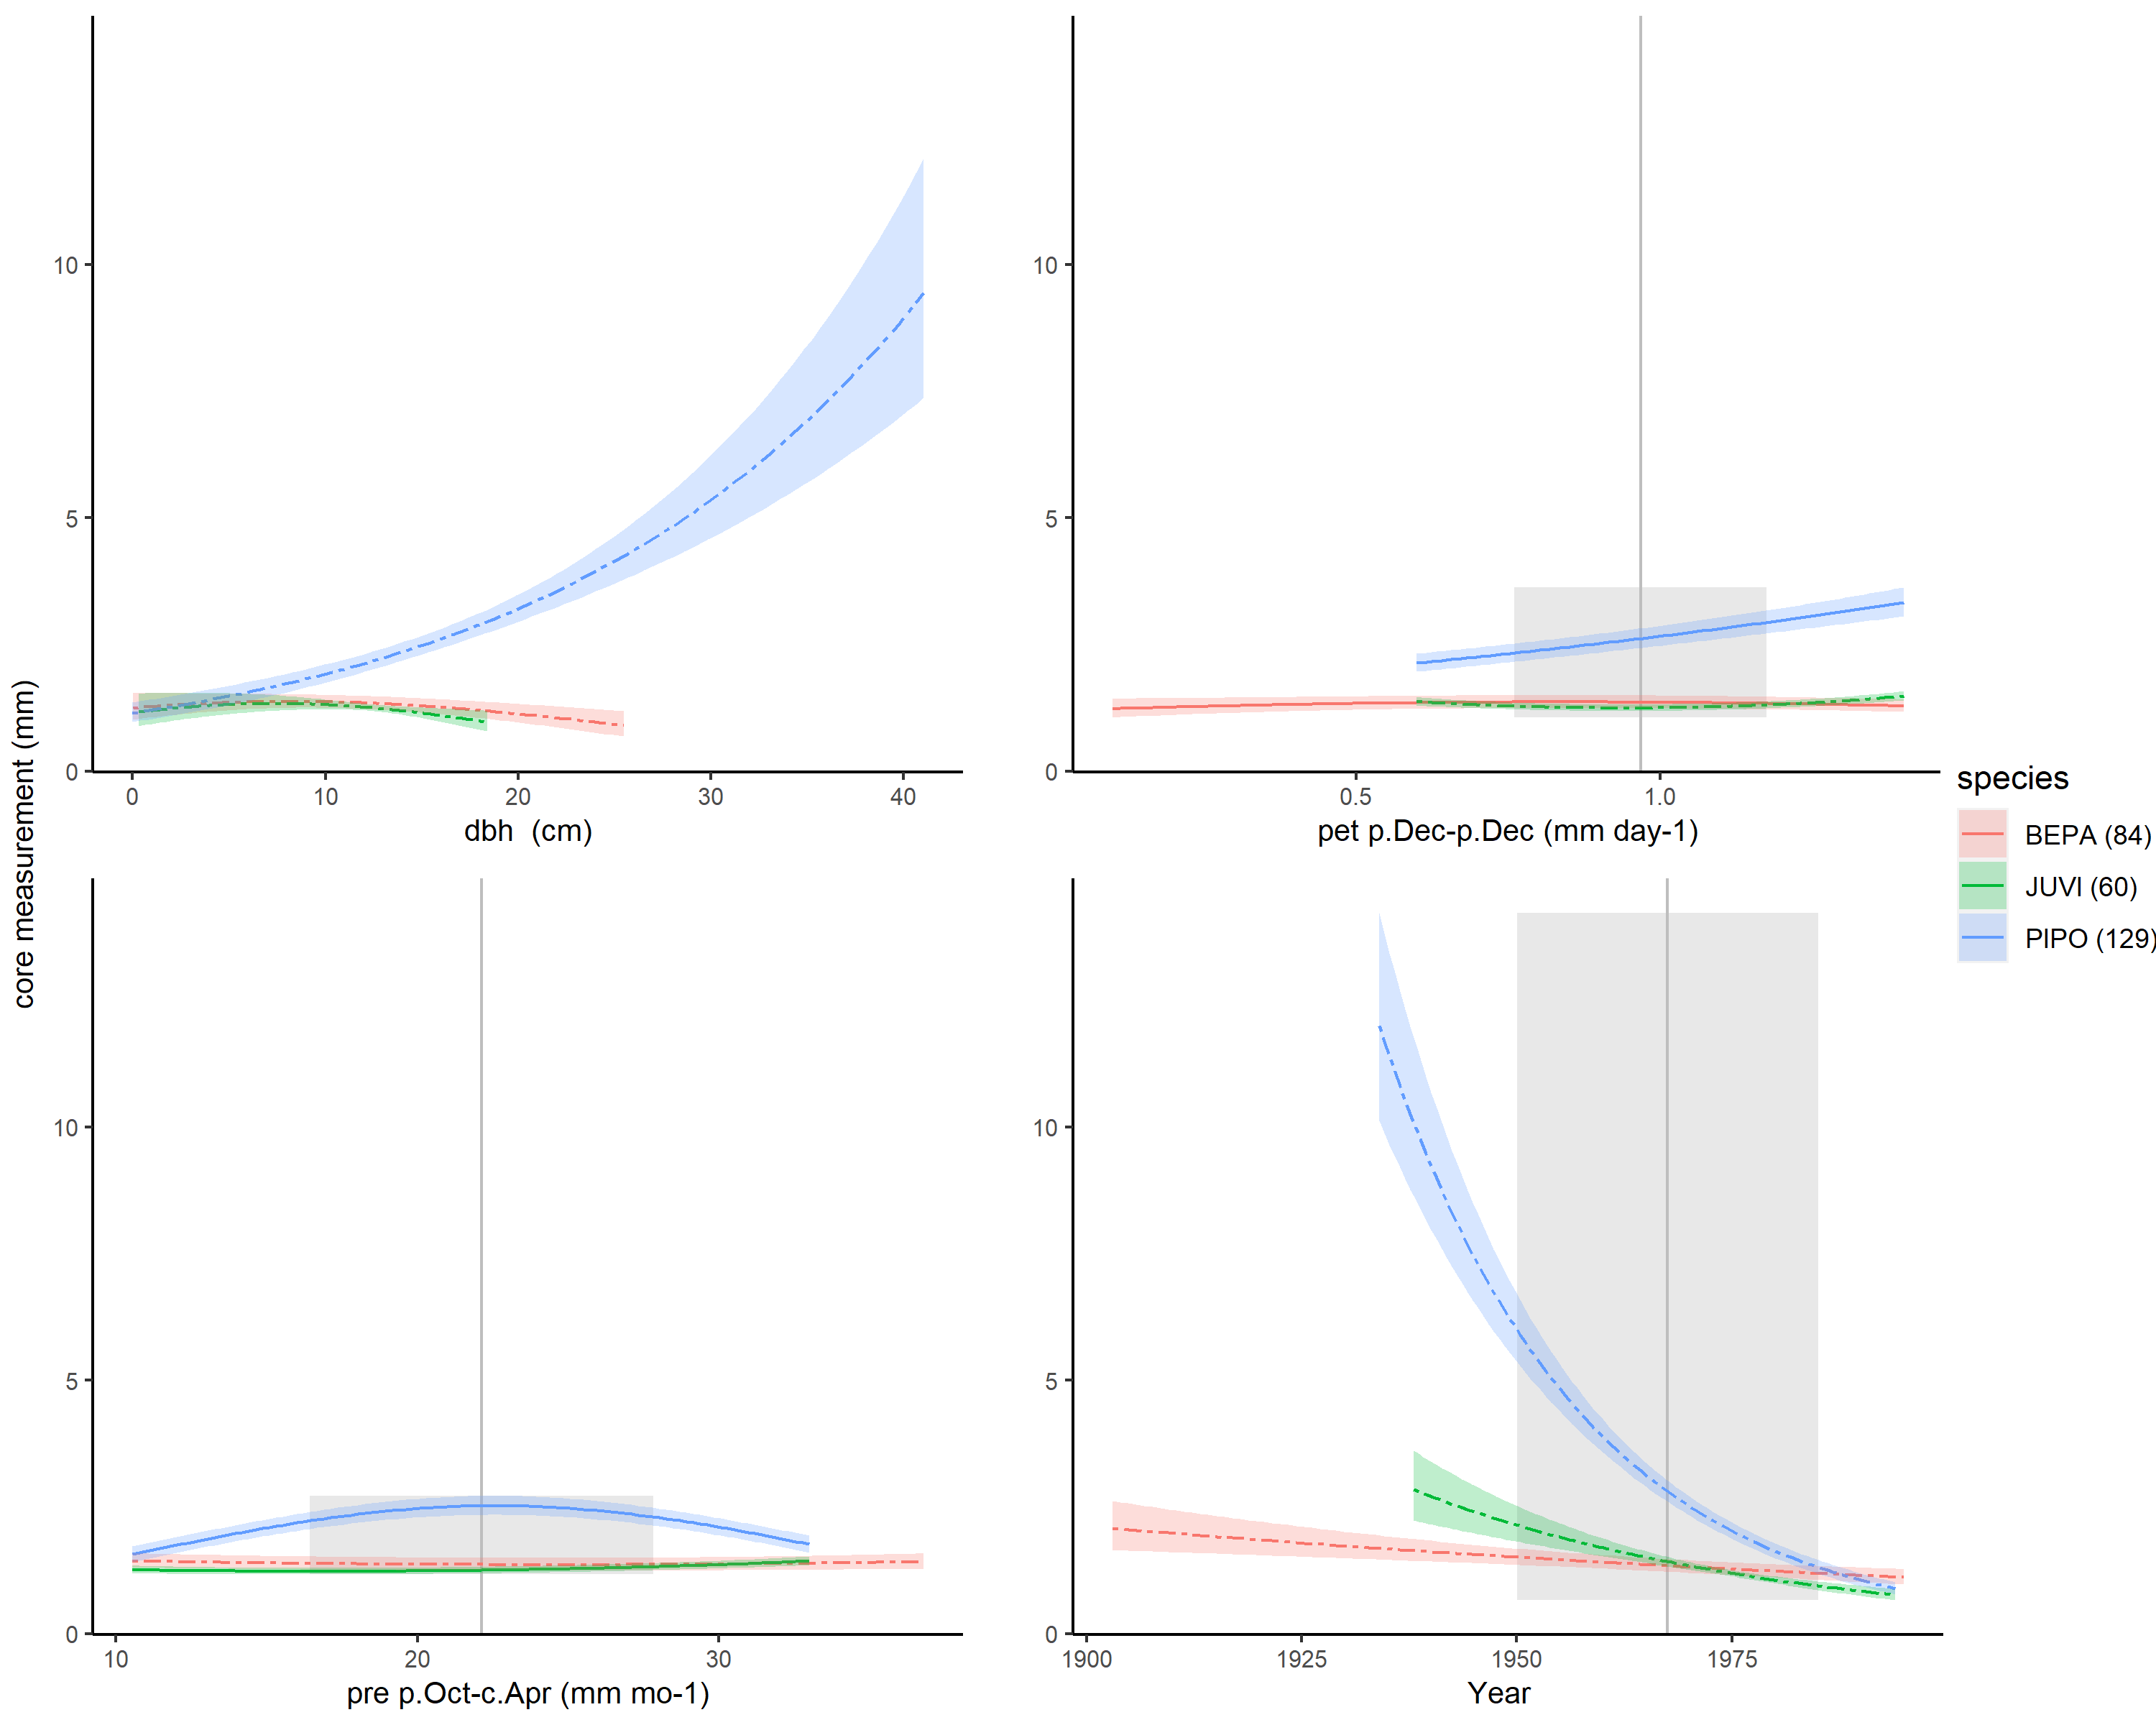 core measurement (mm)
10
5
0
0
10
20
30
40
dbh  (cm)
10
5
0
0.5
1.0
pet p.Dec-p.Dec (mm day-1)
10
5
0
10
20
30
pre p.Oct-c.Apr (mm mo-1)
10
5
0
1900
1925
1950
1975
Year
species
BEPA (84)
JUVI (60)
PIPO (129)